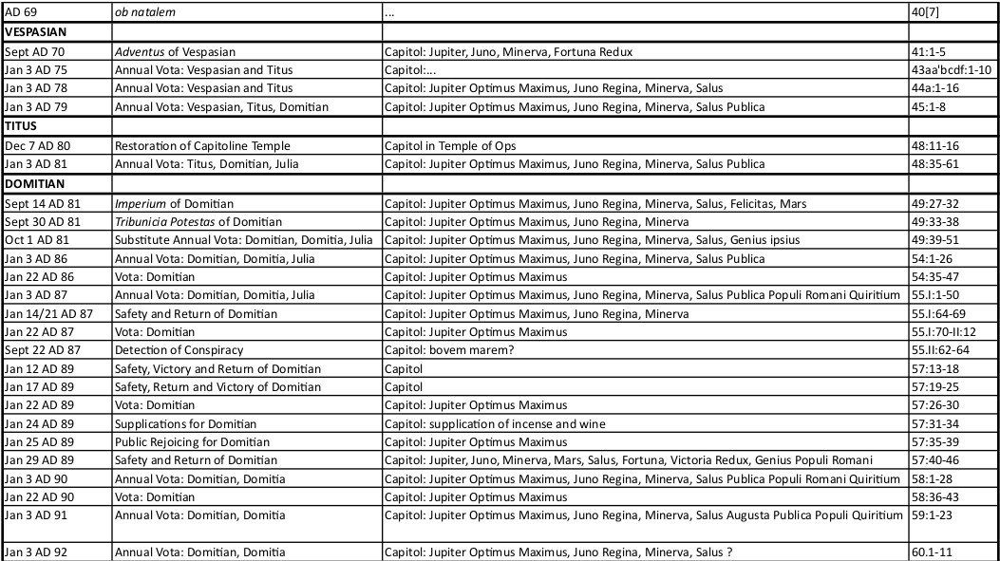 AD 69 ob natalem ... 40[7]
VESPASIAN
Sept AD 70 Adventus of Vespasian Capitol: Jupiter, Juno, Minerva, Fortuna Redux 41:1-5
Jan 3 AD 75 Annual Vota: Vespasian and Titus Capitol:... 43aa'bcdf:1-10
Jan 3 AD 78 Annual Vota: Vespasian and Titus Capitol: Jupiter Optimus Maximus, Juno Regina, Minerva, Salus 44a:1-16
Jan 3 AD 79 Annual Vota: Vespasian, Titus, Domitian Capitol: Jupiter Optimus Maximus, Juno Regina, Minerva, Salus Publica 45:1-8
TITUS
Dec 7 AD 80 Restoration of Capitoline Temple Capitol in Temple of Ops 48:11-16
Jan 3 AD 81 Annual Vota: Titus, Domitian, Julia Capitol: Jupiter Optimus Maximus, Juno Regina, Minerva, Salus Publica 48:35-61
DOMITIAN
Sept 14 AD 81 Imperium of Domitian Capitol: Jupiter Optimus Maximus, Juno Regina, Minerva, Salus, Felicitas, Mars 49:27-32
Sept 30 AD 81 Tribunicia Potestas of Domitian Capitol: Jupiter Optimus Maximus, Juno Regina, Minerva 49:33-38
Oct 1 AD 81 Substitute Annual Vota: Domitian, Domitia, Julia Capitol: Jupiter Optimus Maximus, Juno Regina, Minerva, Salus, Genius ipsius 49:39-51
Jan 3 AD 86 Annual Vota: Domitian, Domitia, Julia Capitol: Jupiter Optimus Maximus, Juno Regina, Minerva, Salus Publica 54:1-26
Jan 22 AD 86 Vota: Domitian Capitol: Jupiter Optimus Maximus 54:35-47
Jan 3 AD 87 Annual Vota: Domitian, Domitia, Julia Capitol: Jupiter Optimus Maximus, Juno Regina, Minerva, Salus Publica Populi Romani Quiritium 55.I:1-50
Jan 14/21 AD 87 Safety and Return of Domitian Capitol: Jupiter Optimus Maximus, Juno Regina, Minerva 55.I:64-69
Jan 22 AD 87 Vota: Domitian Capitol: Jupiter Optimus Maximus 55.I:70-II:12
Sept 22 AD 87 Detection of Conspiracy Capitol: bovem marem? 55.II:62-64
Jan 12 AD 89 Safety, Victory and Return of Domitian Capitol 57:13-18
Jan 17 AD 89 Safety, Return and Victory of Domitian Capitol 57:19-25
Jan 22 AD 89 Vota: Domitian Capitol: Jupiter Optimus Maximus 57:26-30
Jan 24 AD 89 Supplications for Domitian Capitol: supplication of incense and wine 57:31-34
Jan 25 AD 89 Public Rejoicing for Domitian Capitol: Jupiter Optimus Maximus 57:35-39
Jan 29 AD 89 Safety and Return of Domitian Capitol: Jupiter, Juno, Minerva, Mars, Salus, Fortuna, Victoria Redux, Genius Populi Romani 57:40-46
Jan 3 AD 90 Annual Vota: Domitian, Domitia Capitol: Jupiter Optimus Maximus, Juno Regina, Minerva, Salus Publica Populi Romani Quiritium 58:1-28
Jan 22 AD 90 Vota: Domitian Capitol: Jupiter Optimus Maximus 58:36-43
Jan 3 AD 91 Annual Vota: Domitian, Domitia Capitol: Jupiter Optimus Maximus, Juno Regina, Minerva, Salus Augusta Publica Populi Quiritium 59:1-23
Jan 3 AD 92 Annual Vota: Domitian, Domitia Capitol: Jupiter Optimus Maximus, Juno Regina, Minerva, Salus ? 60.1-11